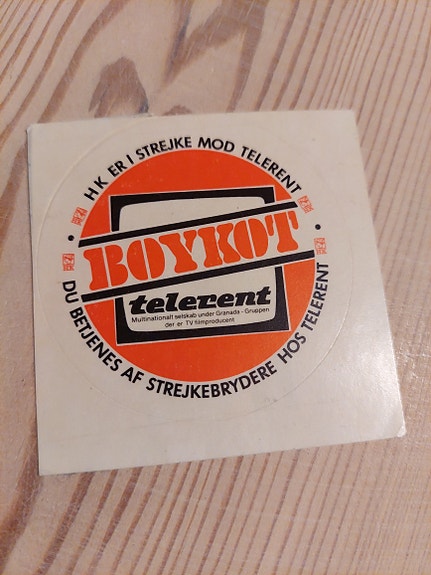 HK ER I STREJKE MOD TELERENT
BOYKOT
telerent
Multinationalt selskab under Granada - Gruppen
der er TV filmproducent
DU BETJENES AF STREJKEBRYDERE HOS TELERENT